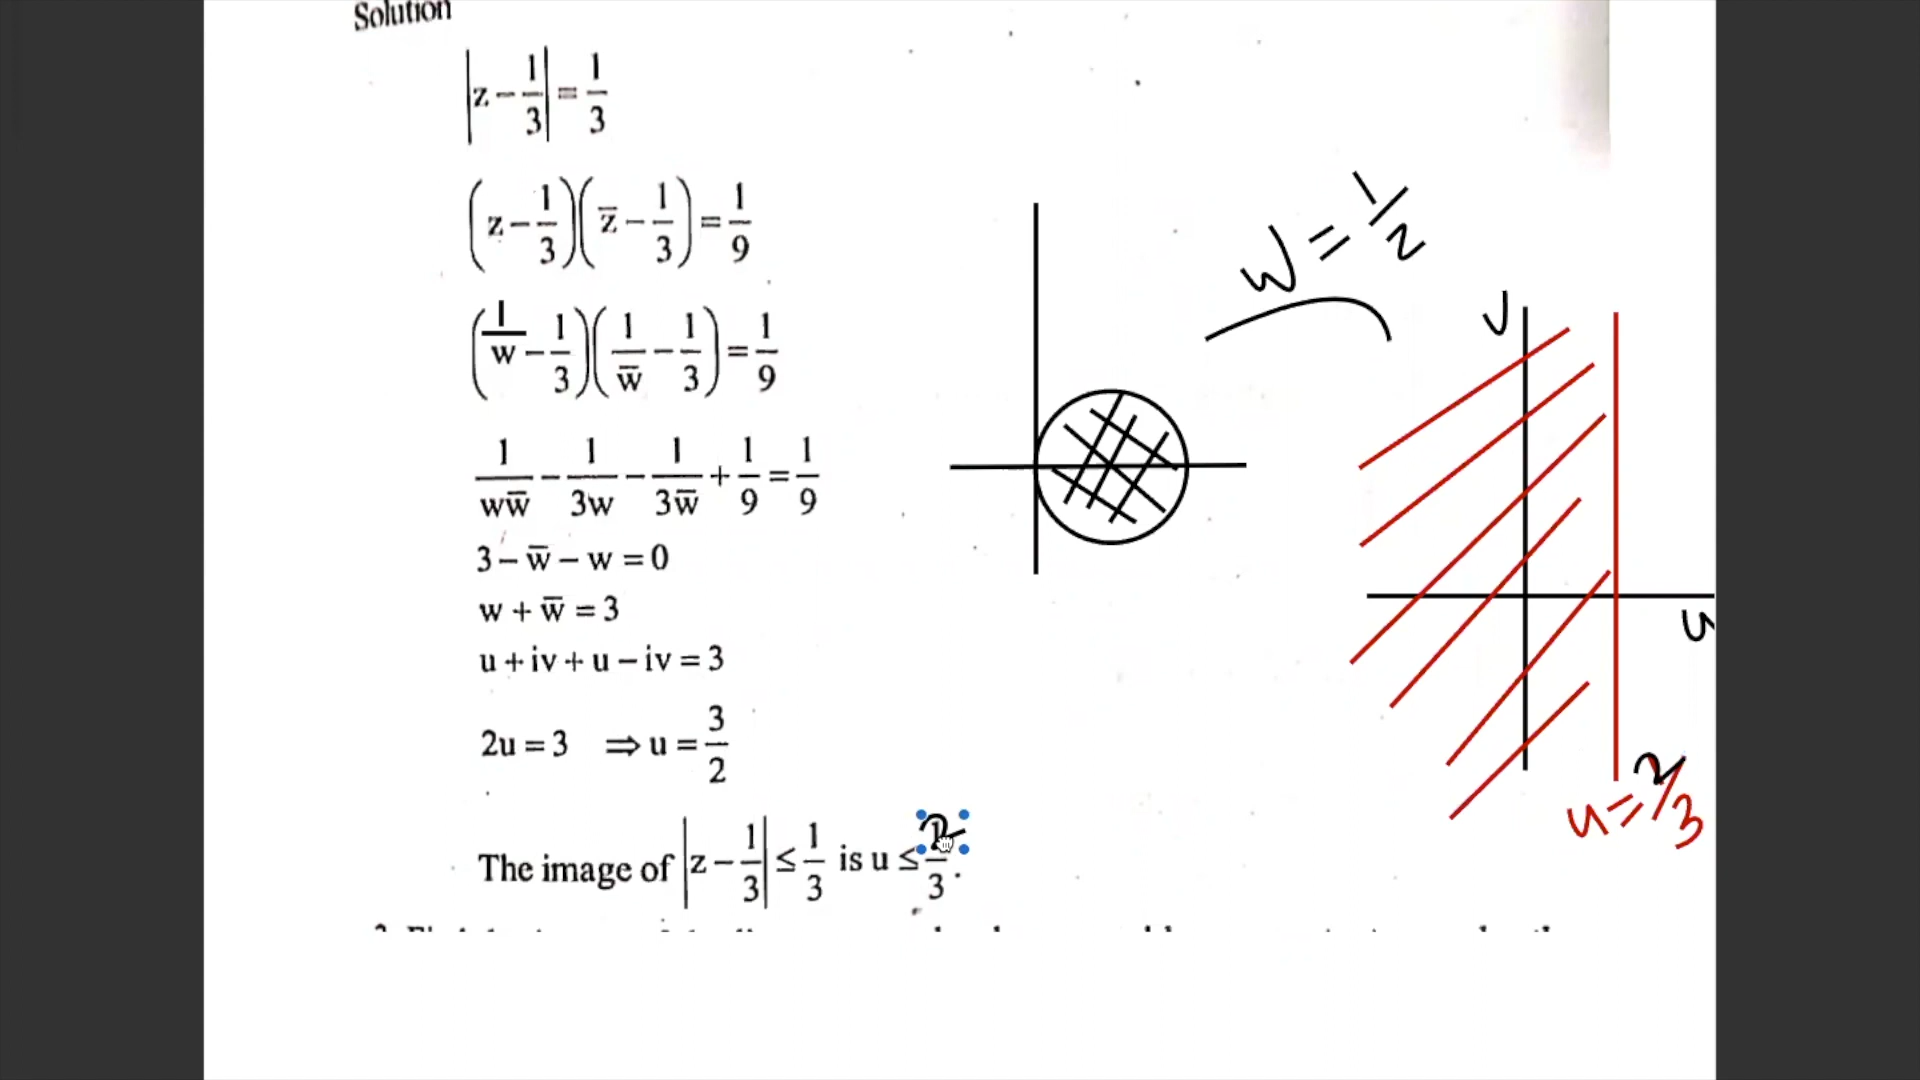 Solution
|z - 1/3| = 1/3
(z - 1/3)(z̅ - 1/3) = 1/9
(1/w - 1/3)(1/w̅ - 1/3) = 1/9
1/(ww̅) - 1/(3w) - 1/(3w̅) + 1/9 = 1/9
3 - w̅ - w = 0
w + w̅ = 3
u + iv + u - iv = 3
2u = 3 ⇒ u = 3/2
The image of |z - 1/3| ≤ 1/3 is u ≤ 2/3.
W = 1/z
v
u
u = 2/3